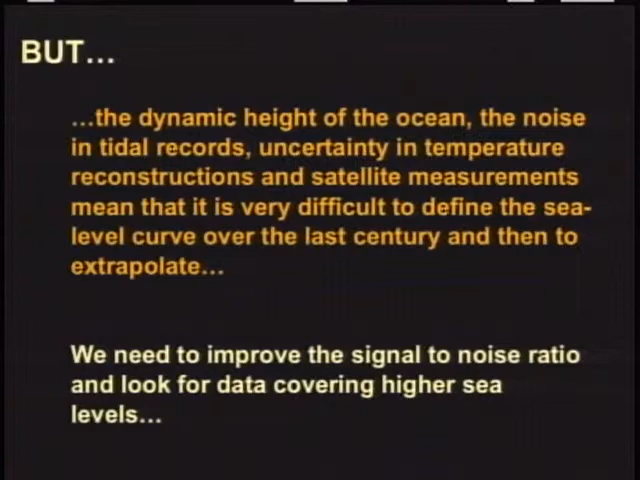 BUT…
…the dynamic height of the ocean, the noise
in tidal records, uncertainty in temperature
reconstructions and satellite measurements
mean that it is very difficult to define the sea-
level curve over the last century and then to
extrapolate…
We need to improve the signal to noise ratio
and look for data covering higher sea
levels…